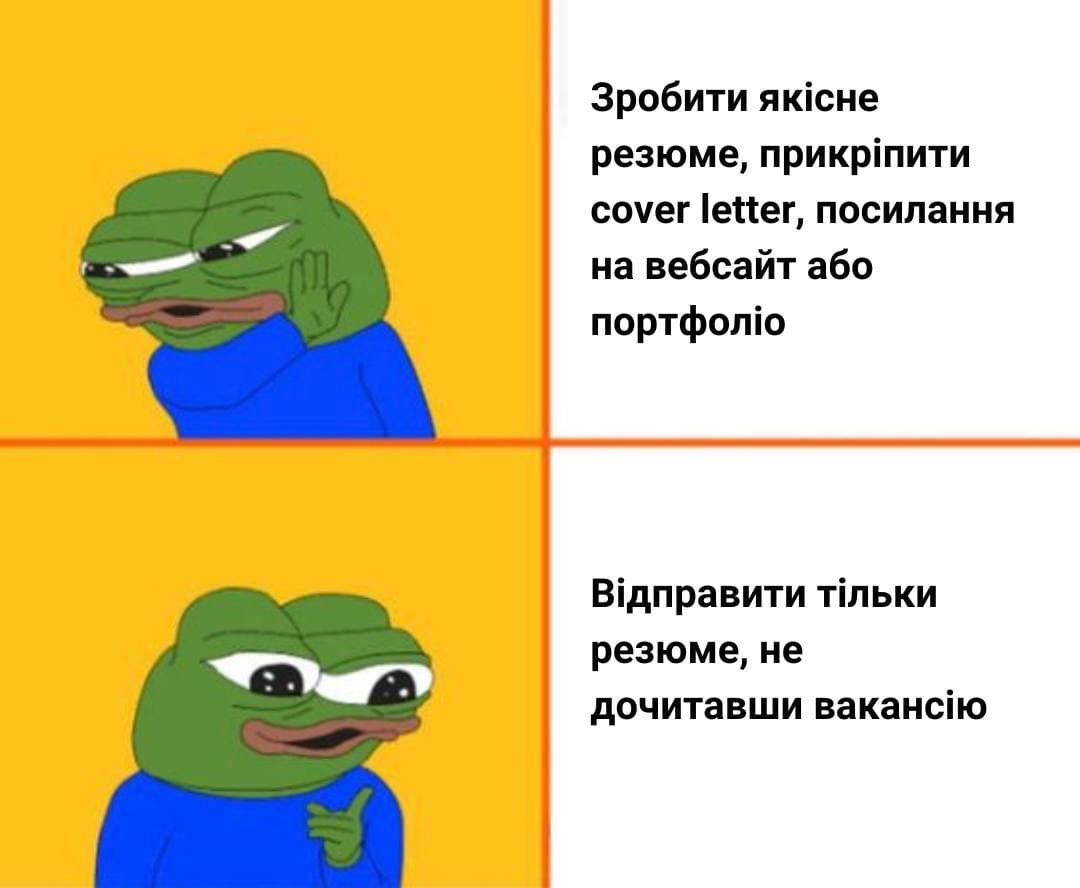 Зробити якісне
резюме, прикріпити
cover letter, посилання
на вебсайт або
портфоліо
Відправити тільки
резюме, не
дочитавши вакансію